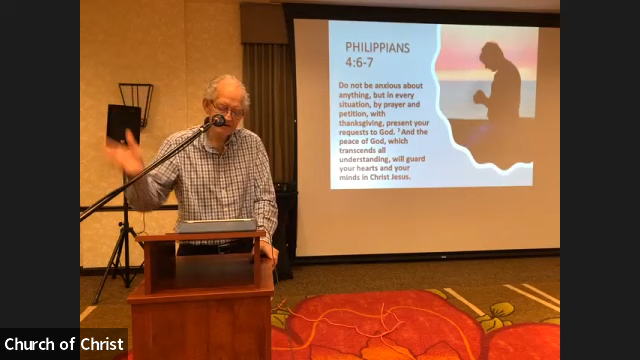 PHILIPPIANS
4:6-7
Do not be anxious about
anything, but in every
situation, by prayer and
petition, with
thanksgiving, present your
requests to God. 7 And the
peace of God, which
transcends all
understanding, will guard
your hearts and your
minds in Christ Jesus.
Church of Christ